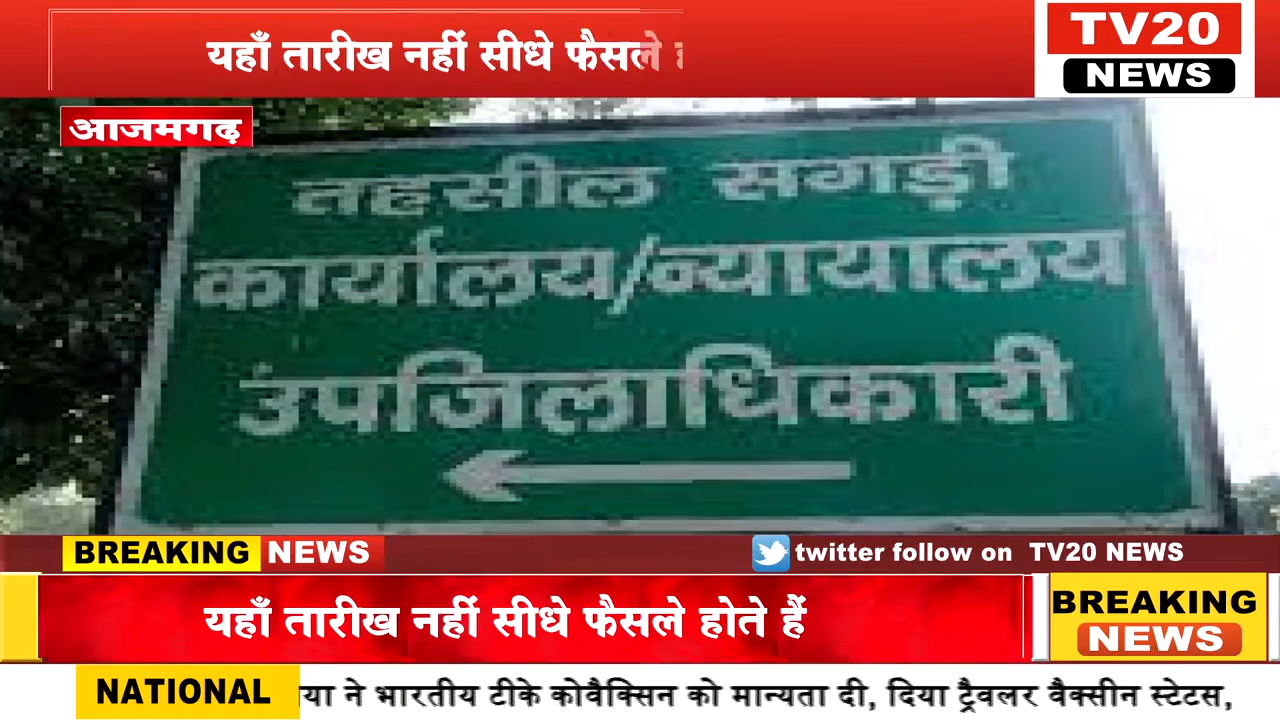 यहाँ तारीख नहीं सीधे फैसले
TV20
NEWS
आजमगढ़
तहसील सगड़ी
कार्यालय/न्यायालय
उपजिलाधिकारी
BREAKING NEWS
twitter follow on TV20 NEWS
यहाँ तारीख नहीं सीधे फैसले होते हैं
BREAKING
NEWS
NATIONAL
या ने भारतीय टीके कोवैक्सिन को मान्यता दी, दिया ट्रैवलर वैक्सीन स्टेटस,